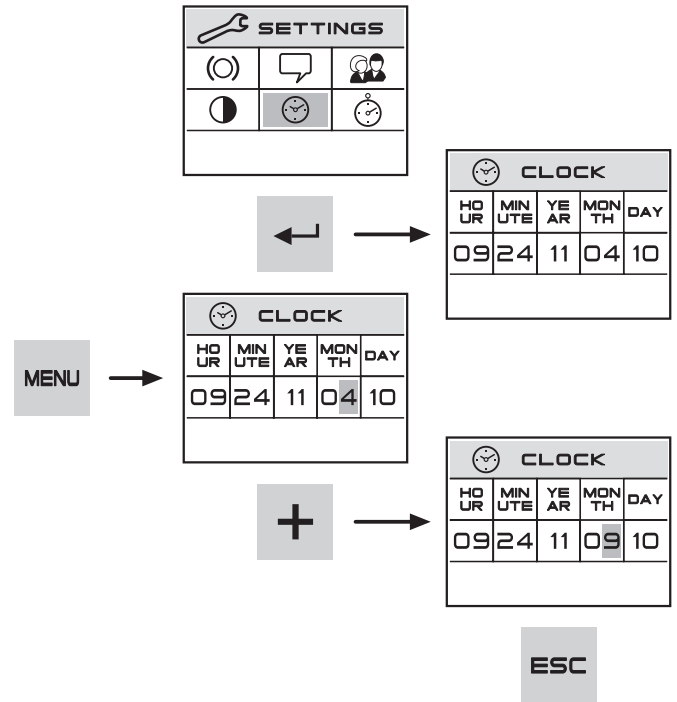 SETTINGS
CLOCK
HO
UR
MIN
UTE
YE
AR
MON
TH
DAY
09 24 11 04 10
MENU
CLOCK
HO
UR
MIN
UTE
YE
AR
MON
TH
DAY
09 24 11 04 10
CLOCK
HO
UR
MIN
UTE
YE
AR
MON
TH
DAY
09 24 11 09 10
+
ESC